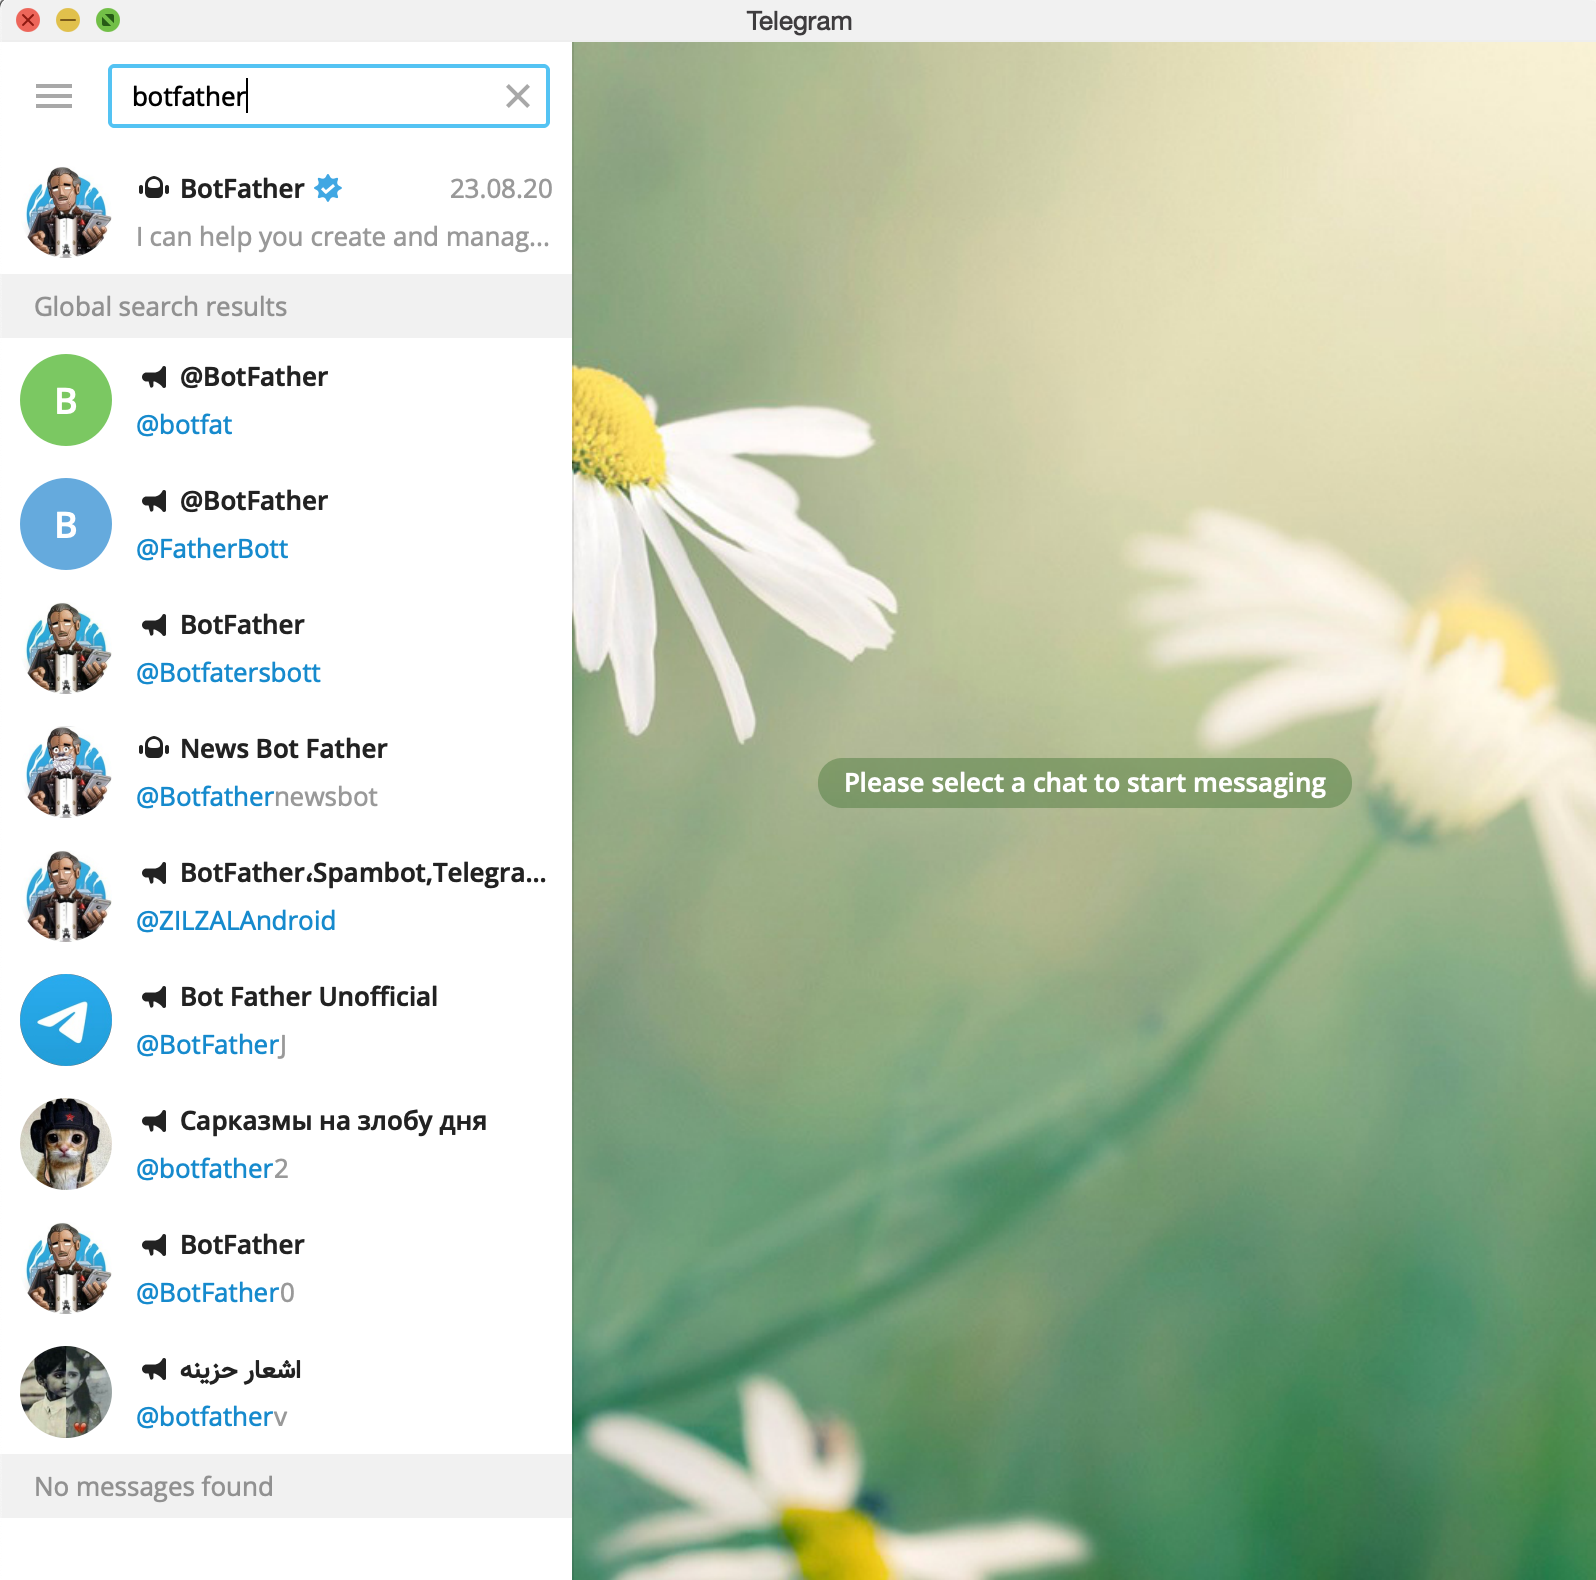 Telegram
botfather
BotFather
23.08.20
I can help you create and manag...
Global search results
B
@BotFather
@botfat
B
@BotFather
@FatherBott
BotFather
@Botfatersbott
News Bot Father
@Botfathernewsbot
BotFather،Spambot,Telegra...
@ZILZALAndroid
Bot Father Unofficial
@BotFatherJ
Сарказмы на злобу дня
@botfather2
BotFather
@BotFather0
اشعار حزينه
@botfatherv
No messages found
Please select a chat to start messaging